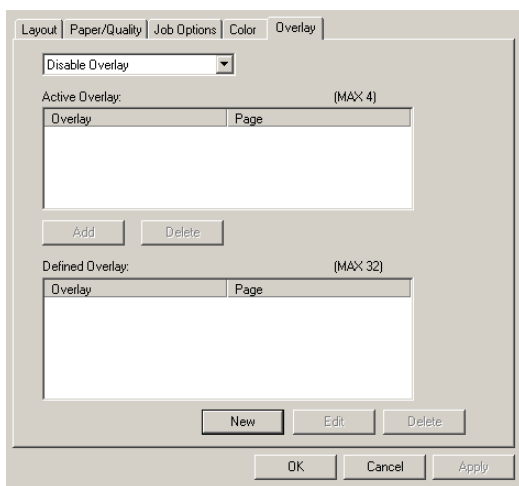 Layout Paper/Quality Job Options Color Overlay
Disable Overlay
Active Overlay: (MAX 4)
Overlay Page
Add Delete
Defined Overlay: (MAX 32)
Overlay Page
New Edit Delete
OK Cancel Apply